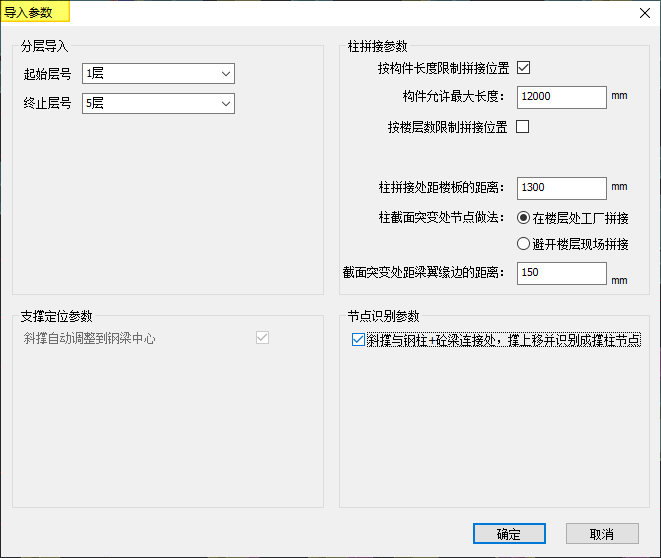 导入参数
分层导入
起始层号 1层
终止层号 5层
柱拼接参数
按构件长度限制拼接位置
构件允许最大长度： 12000 mm
按楼层数限制拼接位置
柱拼接处距楼板的距离： 1300 mm
柱截面突变处节点做法： 在楼层处工厂拼接
避开楼层现场拼接
截面突变处距梁翼缘边的距离： 150 mm
支撑定位参数
斜撑自动调整到钢梁中心
节点识别参数
斜撑与钢柱+砼梁连接处，撑上移并识别成撑柱节点
确定 取消